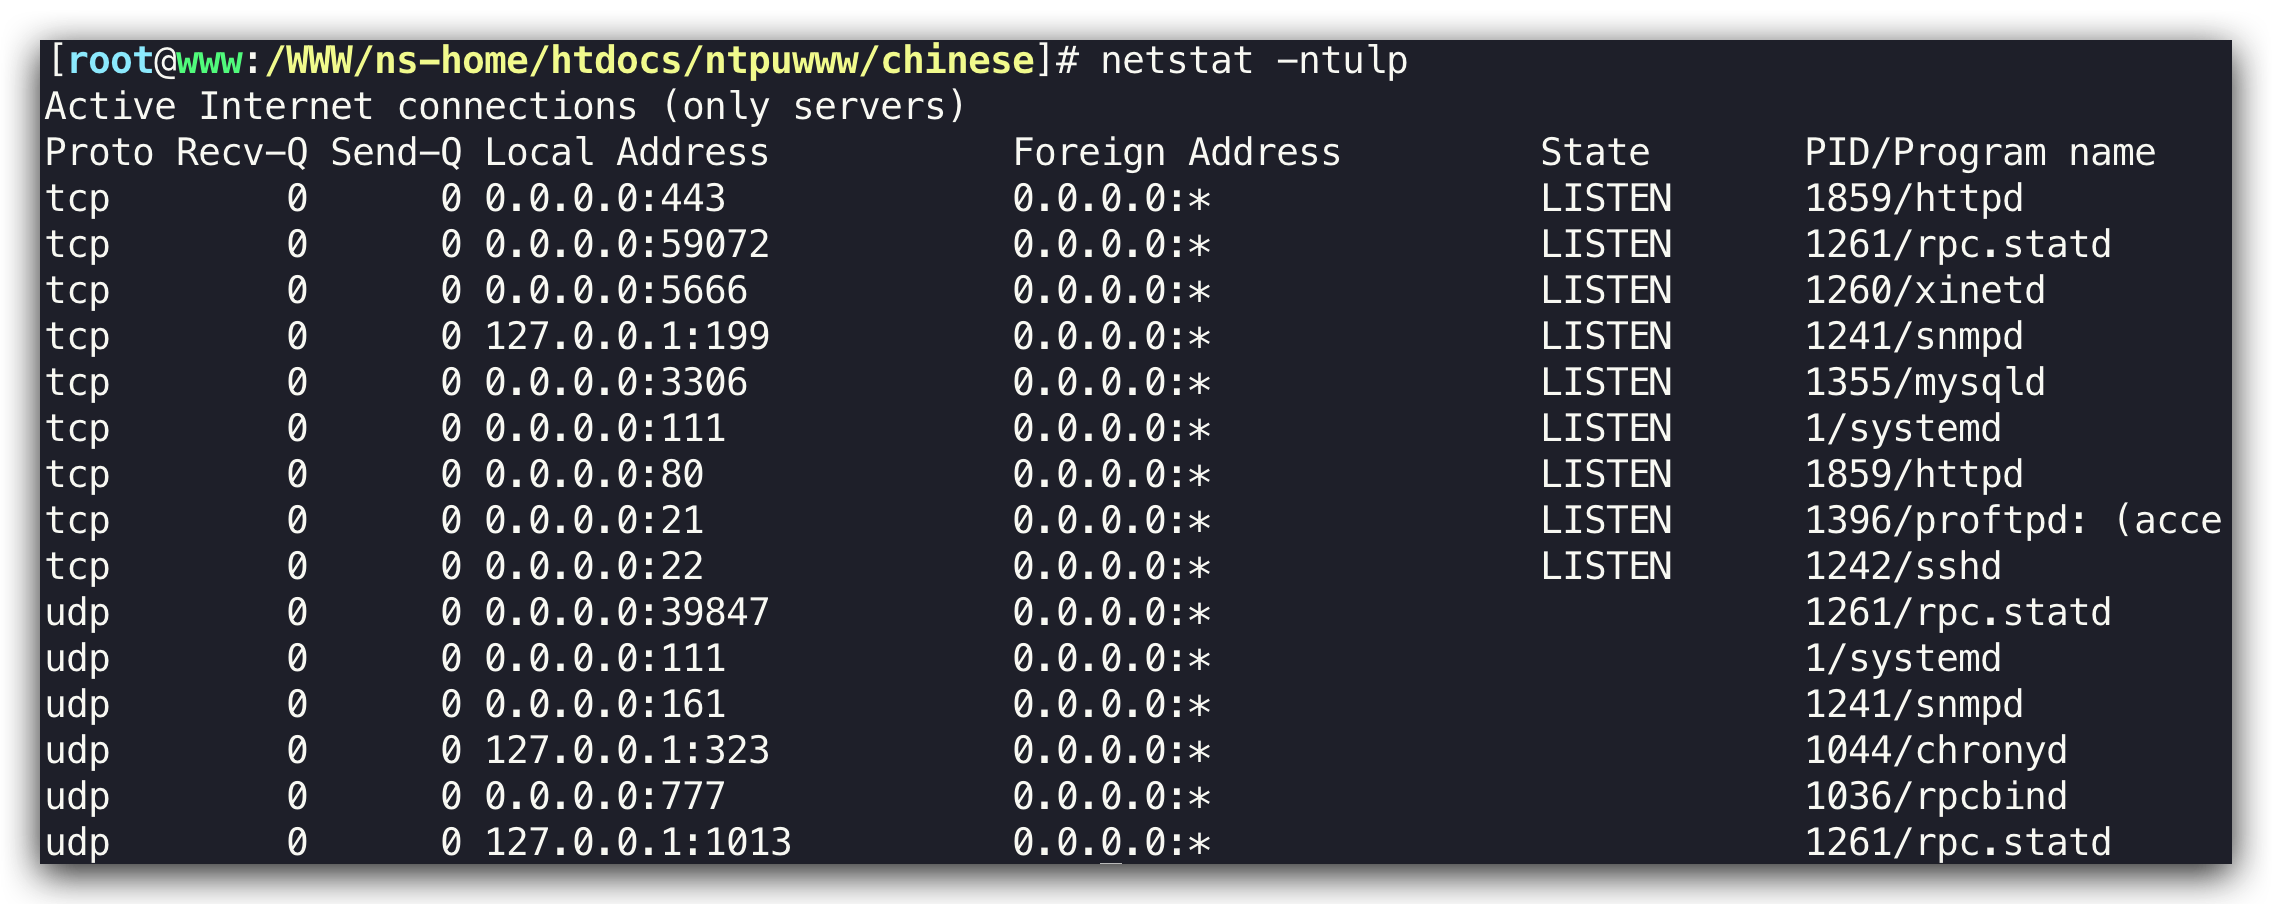 [root@www:/WWW/ns-home/htdocs/ntpuwww/chinese]# netstat -ntulp
Active Internet connections (only servers)
Proto Recv-Q Send-Q Local Address           Foreign Address         State       PID/Program name
tcp        0      0 0.0.0.0:443             0.0.0.0:*               LISTEN      1859/httpd
tcp        0      0 0.0.0.0:59072           0.0.0.0:*               LISTEN      1261/rpc.statd
tcp        0      0 0.0.0.0:5666            0.0.0.0:*               LISTEN      1260/xinetd
tcp        0      0 127.0.0.1:199           0.0.0.0:*               LISTEN      1241/snmpd
tcp        0      0 0.0.0.0:3306            0.0.0.0:*               LISTEN      1355/mysqld
tcp        0      0 0.0.0.0:111             0.0.0.0:*               LISTEN      1/systemd
tcp        0      0 0.0.0.0:80              0.0.0.0:*               LISTEN      1859/httpd
tcp        0      0 0.0.0.0:21              0.0.0.0:*               LISTEN      1396/proftpd: (acce
tcp        0      0 0.0.0.0:22              0.0.0.0:*               LISTEN      1242/sshd
udp        0      0 0.0.0.0:39847           0.0.0.0:*                           1261/rpc.statd
udp        0      0 0.0.0.0:111             0.0.0.0:*                           1/systemd
udp        0      0 0.0.0.0:161             0.0.0.0:*                           1241/snmpd
udp        0      0 127.0.0.1:323           0.0.0.0:*                           1044/chronyd
udp        0      0 0.0.0.0:777             0.0.0.0:*                           1036/rpcbind
udp        0      0 127.0.0.1:1013          0.0.0.0:*                           1261/rpc.statd